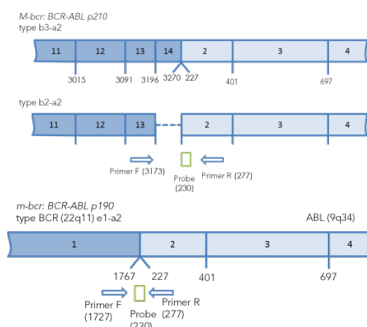 M-bcr: BCR-ABL p210
type b3-a2
11 12 13 14 2 3 4
3015 3091 3196 3270 227 401 697
type b2-a2
11 12 13 2 3 4
Primer F (3173) Probe (230) Primer R (277)
m-bcr: BCR-ABL p190
type BCR (22q11) e1-a2 ABL (9q34)
1 2 3 4
1767 227 401 697
Primer F (1727) Probe (230) Primer R (277)